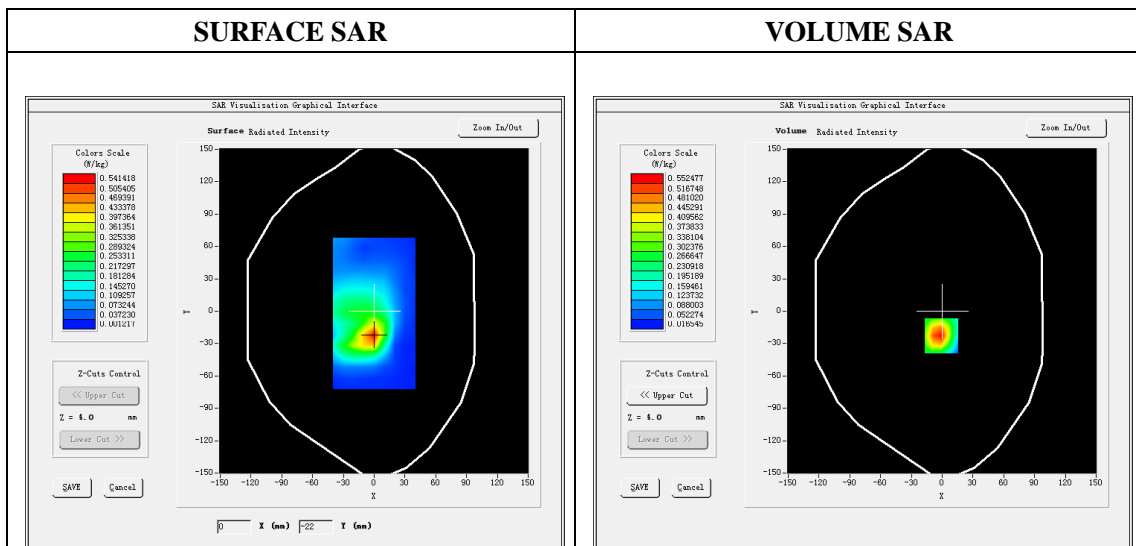 SURFACE SAR
VOLUME SAR
SAR Visualisation Graphical Interface
Surface Radiated Intensity
Zoom In/Out
Colors Scale
(W/kg)
0.541418
0.505405
0.469391
0.433378
0.397364
0.361351
0.325338
0.289324
0.253311
0.217297
0.181284
0.145270
0.109257
0.073244
0.037230
0.001217
150
120
90
60
30
0
-30
-60
-90
-120
-150
Y
-150 -120 -90 -60 -30 0 30 60 90 120 150
X
Z-Cuts Control
<< Upper Cut
Z = 4.0 mm
Lower Cut >>
SAVE Cancel
0 X (mm) -22 Y (mm)
SAR Visualisation Graphical Interface
Volume Radiated Intensity
Zoom In/Out
Colors Scale
(W/kg)
0.552477
0.516748
0.481020
0.445291
0.409562
0.373833
0.338104
0.302376
0.266647
0.230918
0.195189
0.159461
0.123732
0.088003
0.052274
0.016545
150
120
90
60
30
0
-30
-60
-90
-120
-150
Y
-150 -120 -90 -60 -30 0 30 60 90 120 150
X
Z-Cuts Control
<< Upper Cut
Z = 4.0 mm
Lower Cut >>
SAVE Cancel